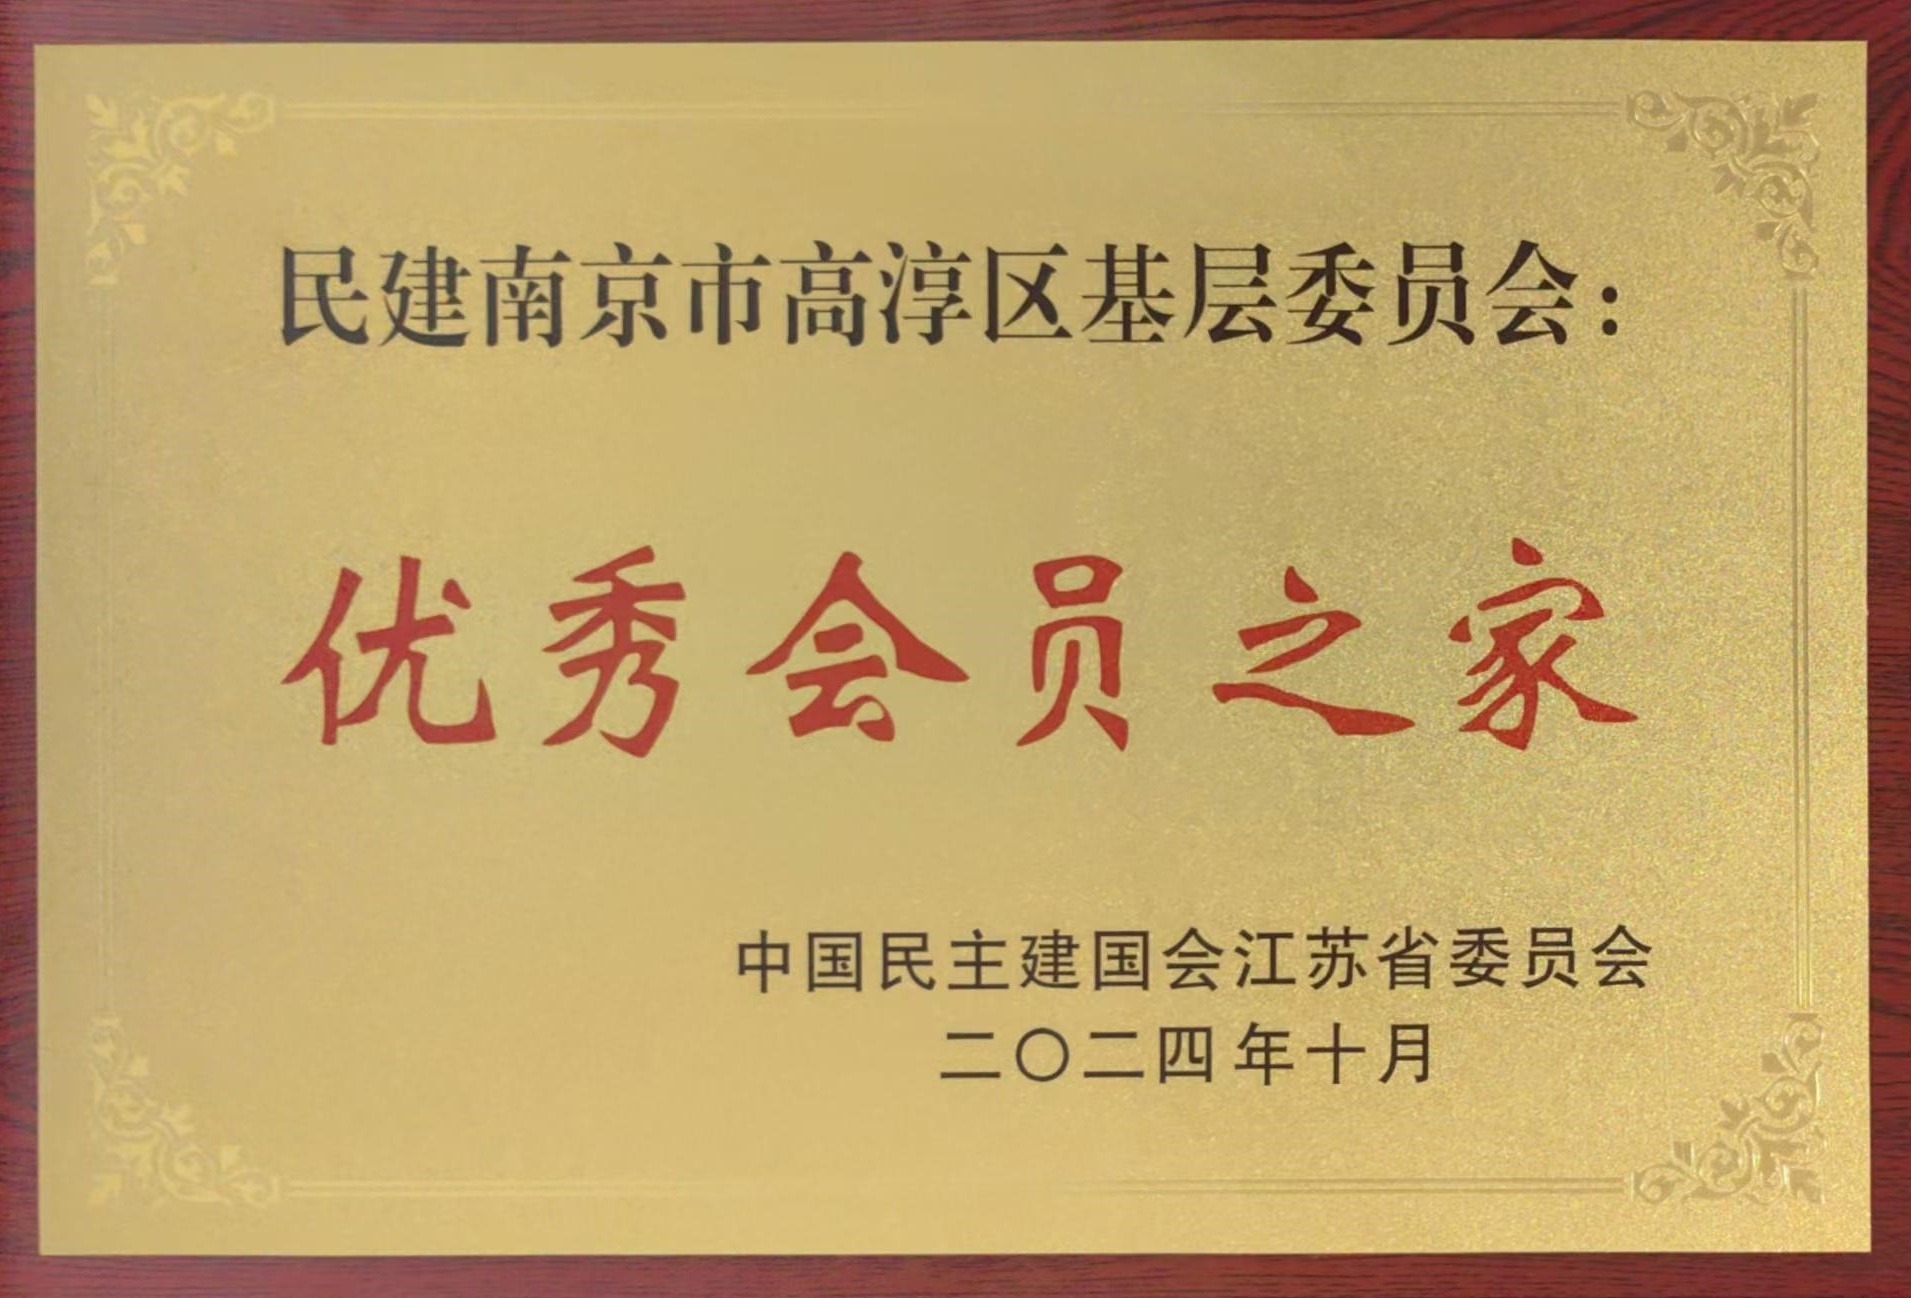 民建南京市高淳区基层委员会：
优秀会员之家
中国民主建国会江苏省委员会
二〇二四年十月